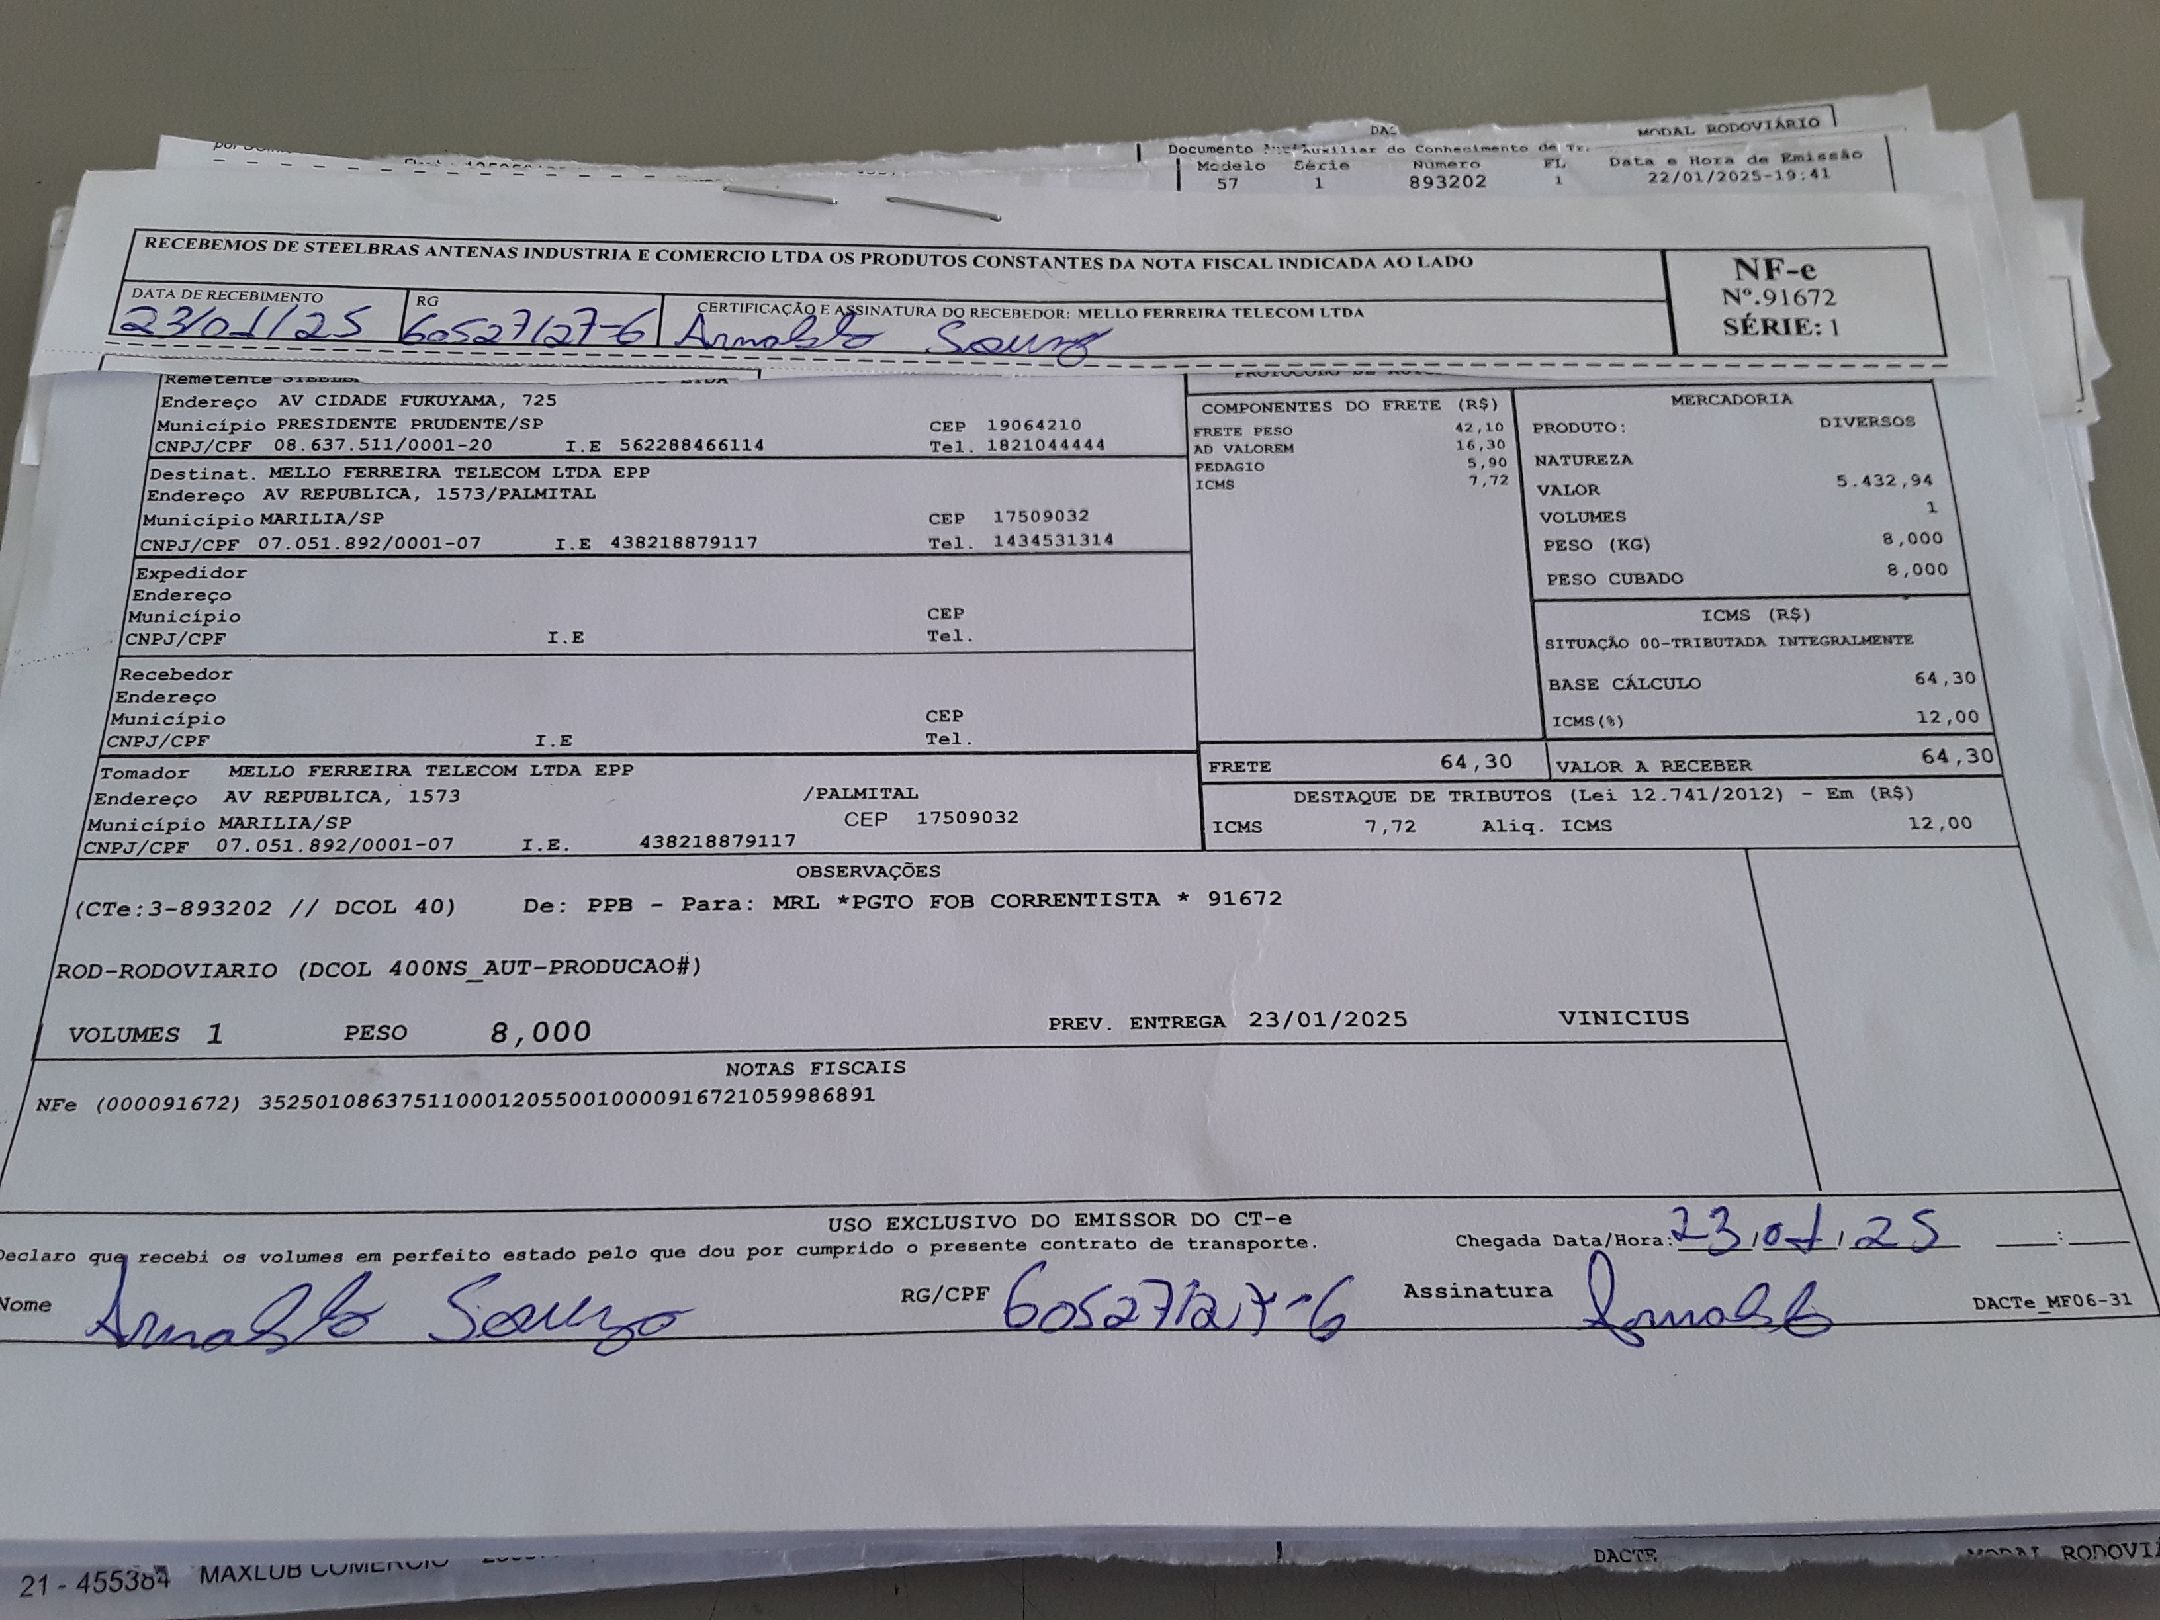 MODAL RODOVIÁRIO
Documento Auxiliar do Conhecimento de
Modelo Série Número FL Data e Hora de Emissão
57 1 893202 1 22/01/2025-19:41
RECEBEMOS DE STEELBRAS ANTENAS INDUSTRIA E COMERCIO LTDA OS PRODUTOS CONSTANTES DA NOTA FISCAL INDICADA AO LADO
NF-e
Nº.91672
SÉRIE: 1
DATA DE RECEBIMENTO
23/01/25
RG
60527127-6
CERTIFICAÇÃO E ASSINATURA DO RECEBEDOR: MELLO FERREIRA TELECOM LTDA
Arnaldo Souza
Remetente
Endereço AV CIDADE FUKUYAMA, 725
Município PRESIDENTE PRUDENTE/SP CEP 19064210
CNPJ/CPF 08.637.511/0001-20 I.E 562288466114 Tel. 1821044444
Destinat. MELLO FERREIRA TELECOM LTDA EPP
Endereço AV REPUBLICA, 1573/PALMITAL
Município MARILIA/SP CEP 17509032
CNPJ/CPF 07.051.892/0001-07 I.E 438218879117 Tel. 1434531314
Expedidor
Endereço
Município CEP
CNPJ/CPF I.E Tel.
Recebedor
Endereço
Município CEP
CNPJ/CPF I.E Tel.
Tomador MELLO FERREIRA TELECOM LTDA EPP
Endereço AV REPUBLICA, 1573 /PALMITAL
Município MARILIA/SP CEP 17509032
CNPJ/CPF 07.051.892/0001-07 I.E. 438218879117
COMPONENTES DO FRETE (R$)
FRETE PESO 42,10
AD VALOREM 16,30
PEDAGIO 5,90
ICMS 7,72
MERCADORIA
PRODUTO: DIVERSOS
NATUREZA
VALOR 5.432,94
VOLUMES 1
PESO (KG) 8,000
PESO CUBADO 8,000
ICMS (R$)
SITUAÇÃO 00-TRIBUTADA INTEGRALMENTE
BASE CÁLCULO 64,30
ICMS(%) 12,00
FRETE 64,30 VALOR A RECEBER 64,30
DESTAQUE DE TRIBUTOS (Lei 12.741/2012) - Em (R$)
ICMS 7,72 Aliq. ICMS 12,00
OBSERVAÇÕES
(CTe:3-893202 // DCOL 40) De: PPB - Para: MRL *PGTO FOB CORRENTISTA * 91672
ROD-RODOVIARIO (DCOL 400NS_AUT-PRODUCAO#)
VOLUMES 1 PESO 8,000 PREV. ENTREGA 23/01/2025 VINICIUS
NOTAS FISCAIS
NFe (000091672) 35250108637511000120550010000916721059986891
USO EXCLUSIVO DO EMISSOR DO CT-e
Declaro que recebi os volumes em perfeito estado pelo que dou por cumprido o presente contrato de transporte.
Chegada Data/Hora: 23/01/25 __:__
Nome Arnaldo Souza RG/CPF 60527127-6 Assinatura Arnaldo DACTe_MF06-31
21 - 455384 MAXLUB COMERCIO
DACTE